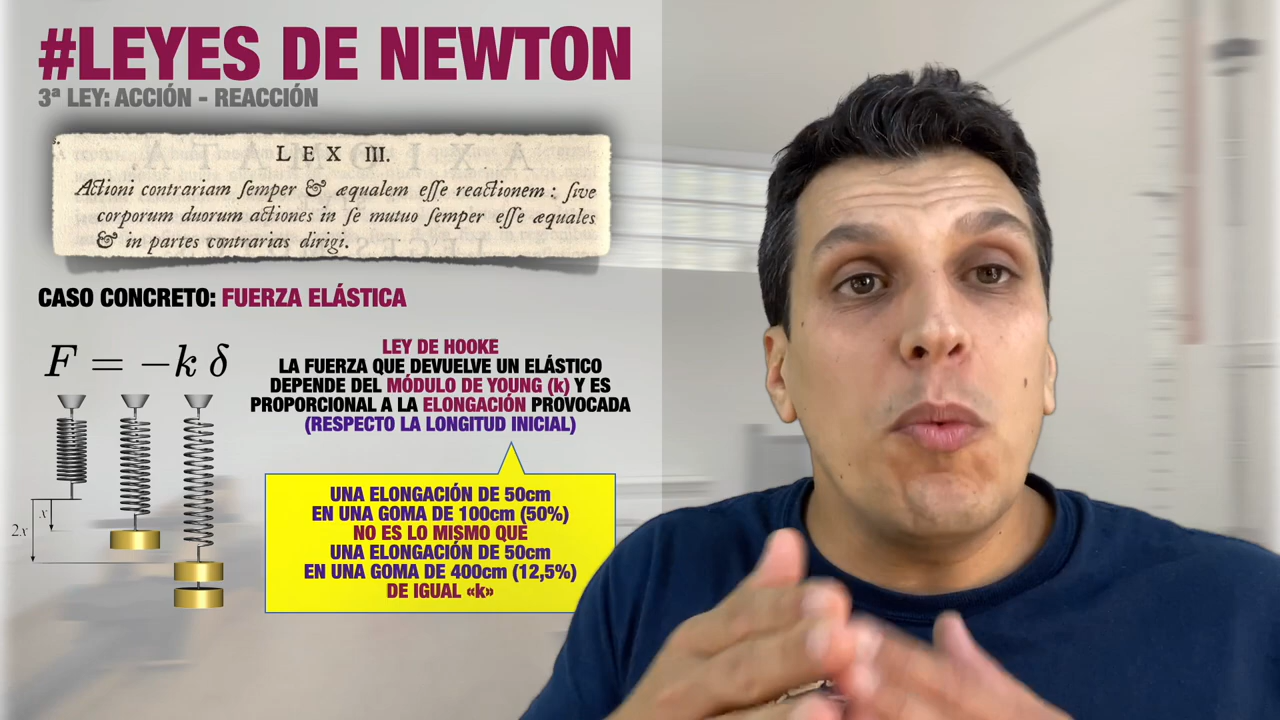 #LEYES DE NEWTON
3ª LEY: ACCIÓN - REACCIÓN
LEX III.
Actioni contrariam ſemper & æqualem eſſe reactionem : ſive
corporum duorum actiones in ſe mutuo ſemper eſſe æquales
& in partes contrarias dirigi.
CASO CONCRETO: FUERZA ELÁSTICA
F = −k δ
LEY DE HOOKE
LA FUERZA QUE DEVUELVE UN ELÁSTICO
DEPENDE DEL MÓDULO DE YOUNG (k) Y ES
PROPORCIONAL A LA ELONGACIÓN PROVOCADA
(RESPECTO LA LONGITUD INICIAL)
x
2x
UNA ELONGACIÓN DE 50cm
EN UNA GOMA DE 100cm (50%)
NO ES LO MISMO QUE
UNA ELONGACIÓN DE 50cm
EN UNA GOMA DE 400cm (12,5%)
DE IGUAL «k»